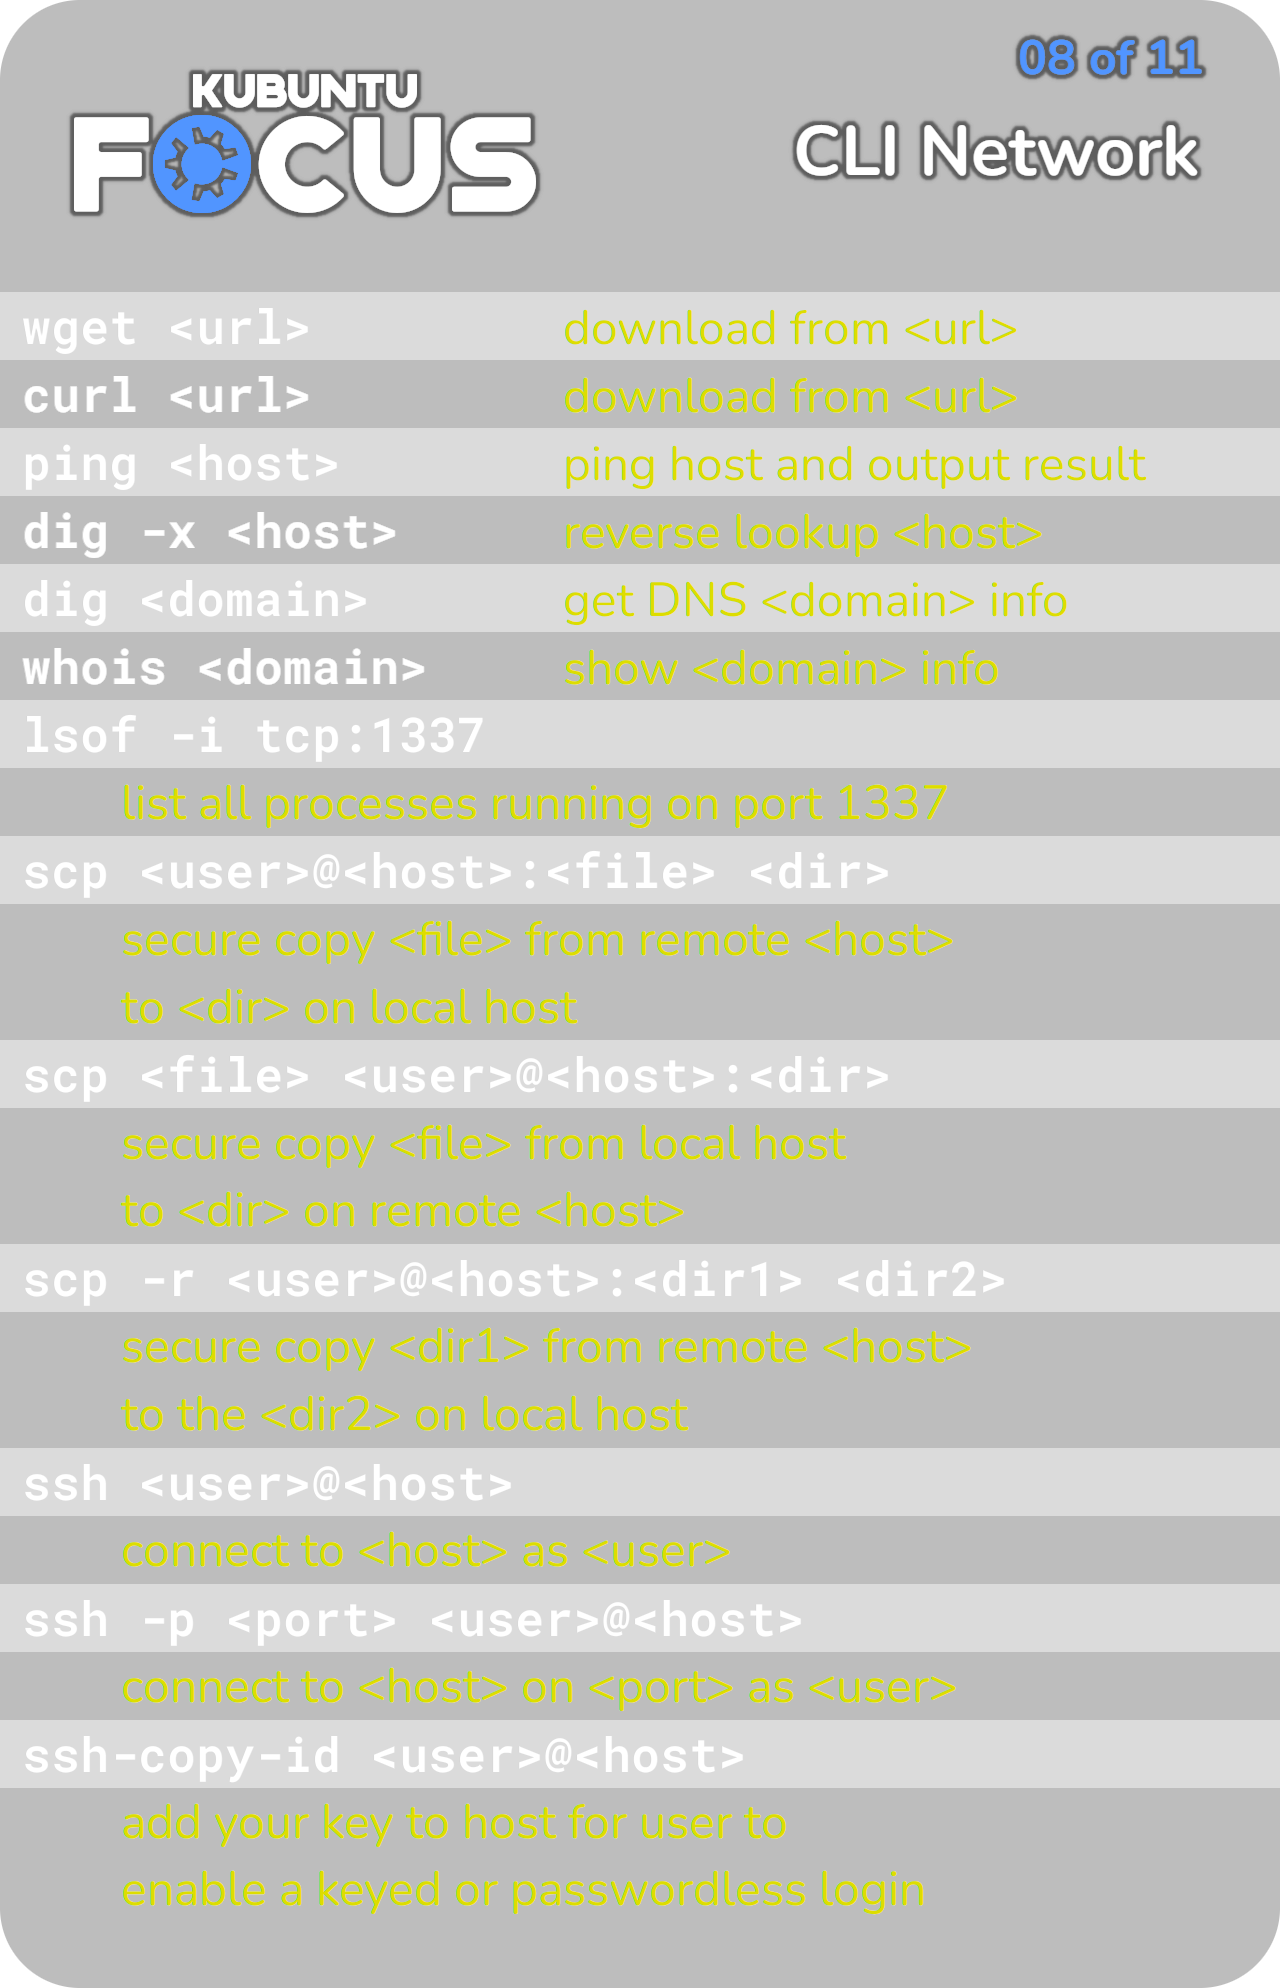 08 of 11
KUBUNTU
FOCUS
CLI Network
wget <url> download from <url>
curl <url> download from <url>
ping <host> ping host and output result
dig -x <host> reverse lookup <host>
dig <domain> get DNS <domain> info
whois <domain> show <domain> info
lsof -i tcp:1337
list all processes running on port 1337
scp <user>@<host>:<file> <dir>
secure copy <file> from remote <host>
to <dir> on local host
scp <file> <user>@<host>:<dir>
secure copy <file> from local host
to <dir> on remote <host>
scp -r <user>@<host>:<dir1> <dir2>
secure copy <dir1> from remote <host>
to the <dir2> on local host
ssh <user>@<host>
connect to <host> as <user>
ssh -p <port> <user>@<host>
connect to <host> on <port> as <user>
ssh-copy-id <user>@<host>
add your key to host for user to
enable a keyed or passwordless login